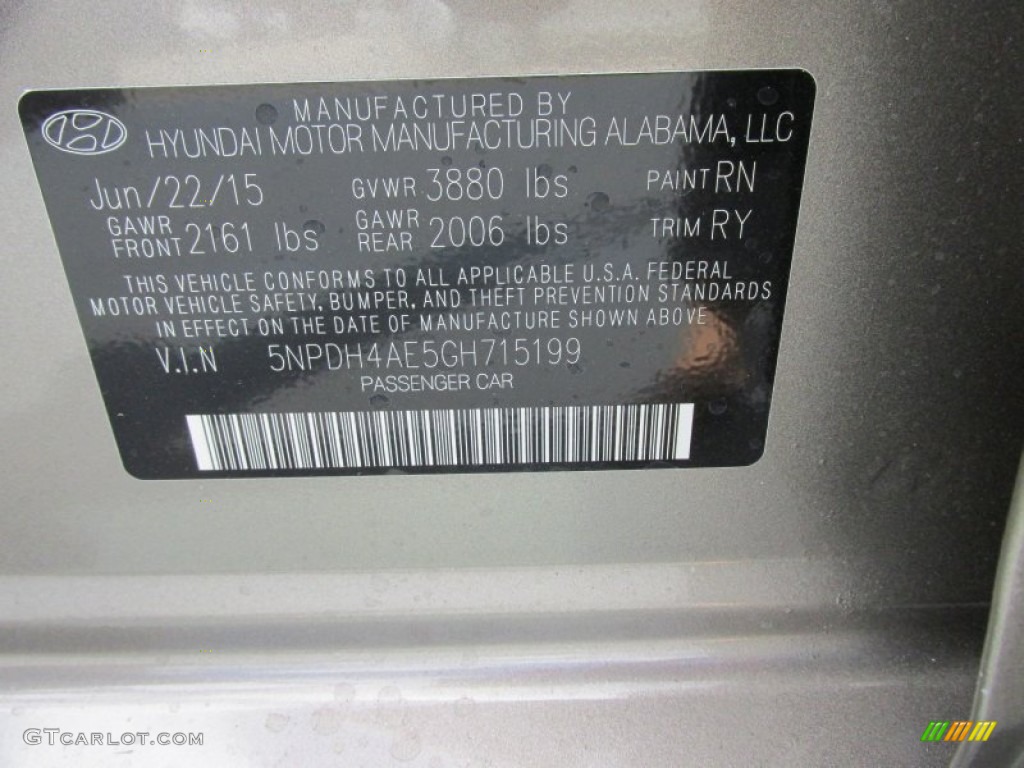 MANUFACTURED BY
HYUNDAI MOTOR MANUFACTURING ALABAMA, LLC
Jun/22/15 GVWR 3880 lbs PAINT RN
GAWR FRONT 2161 lbs GAWR REAR 2006 lbs TRIM RY
THIS VEHICLE CONFORMS TO ALL APPLICABLE U.S.A. FEDERAL
MOTOR VEHICLE SAFETY, BUMPER, AND THEFT PREVENTION STANDARDS
IN EFFECT ON THE DATE OF MANUFACTURE SHOWN ABOVE
V.I.N 5NPDH4AE5GH715199
PASSENGER CAR
GTCARLOT.COM